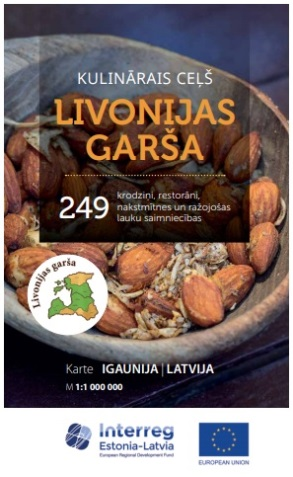 KULINĀRAIS CEĻŠ
LIVONIJAS
GARŠA
249
krodziņi, restorāni,
nakstmītnes un ražojošas
lauku saimniecības
Livonijas garša
Karte IGAUNIJA | LATVIJA
M 1:1 000 000
Interreg
Estonia-Latvia
European Regional Development Fund
EUROPEAN UNION